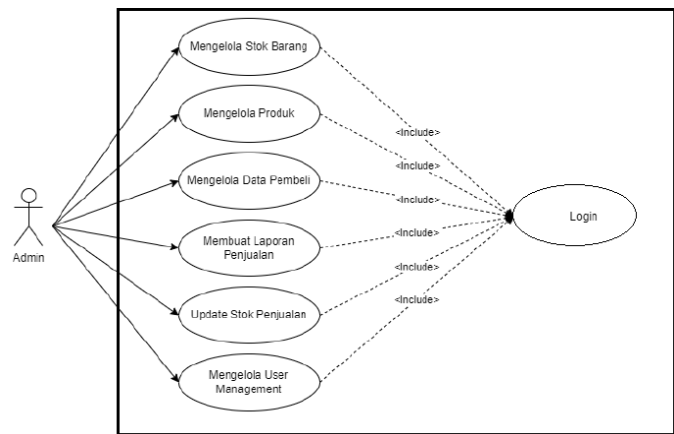 Mengelola Stok Barang
Mengelola Produk
<Include>
<Include>
Mengelola Data Pembeli
<Include>
Login
Admin
Membuat Laporan
Penjualan
<Include>
<Include>
Update Stok Penjualan
<Include>
Mengelola User
Management